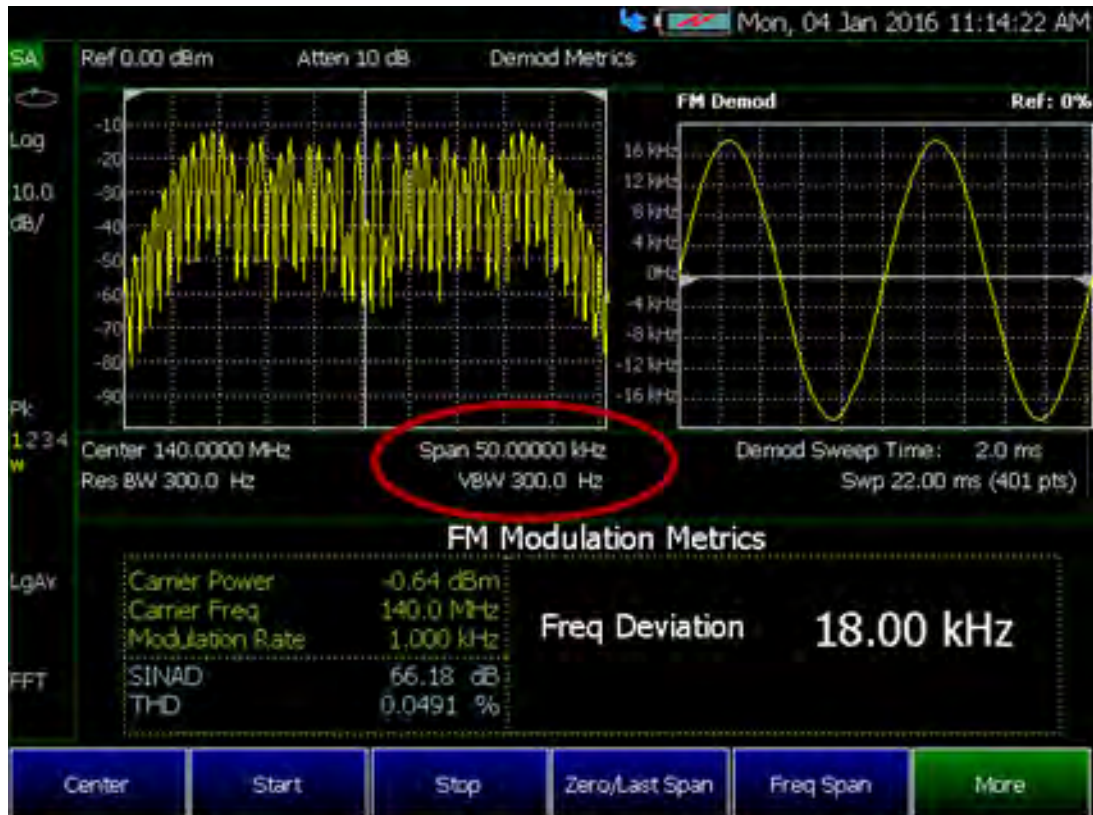 Mon, 04 Jan 2016 11:14:22 AM
SA
Ref 0.00 dBm Atten 10 dB Demod Metrics
FM Demod Ref: 0%
Log
10.0
dB/
-10
-20
-30
-40
-50
-60
-70
-80
-90
16 kHz
12 kHz
8 kHz
4 kHz
0Hz
-4 kHz
-8 kHz
-12 kHz
-16 kHz
Pk
1234
W
Center 140.0000 MHz Span 50.00000 kHz Demod Sweep Time: 2.0 ms
Res BW 300.0 Hz VBW 300.0 Hz Swp 22.00 ms (401 pts)
FM Modulation Metrics
LgAv
Carrier Power -0.64 dBm
Carrier Freq 140.0 MHz
Modulation Rate 1.000 kHz
Freq Deviation 18.00 kHz
FFT
SINAD 66.18 dB
THD 0.0491 %
Center Start Stop Zero/Last Span Freq Span More